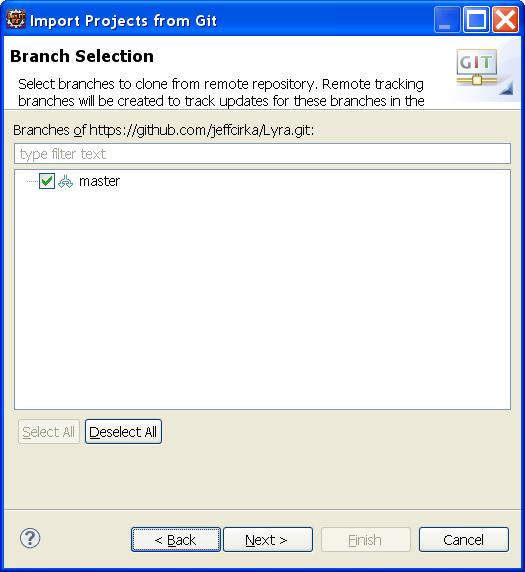 Import Projects from Git
Branch Selection
GIT
Select branches to clone from remote repository. Remote tracking
branches will be created to track updates for these branches in the
Branches of https://github.com/jeffcirka/Lyra.git:
type filter text
master
Select All
Deselect All
?
< Back
Next >
Finish
Cancel